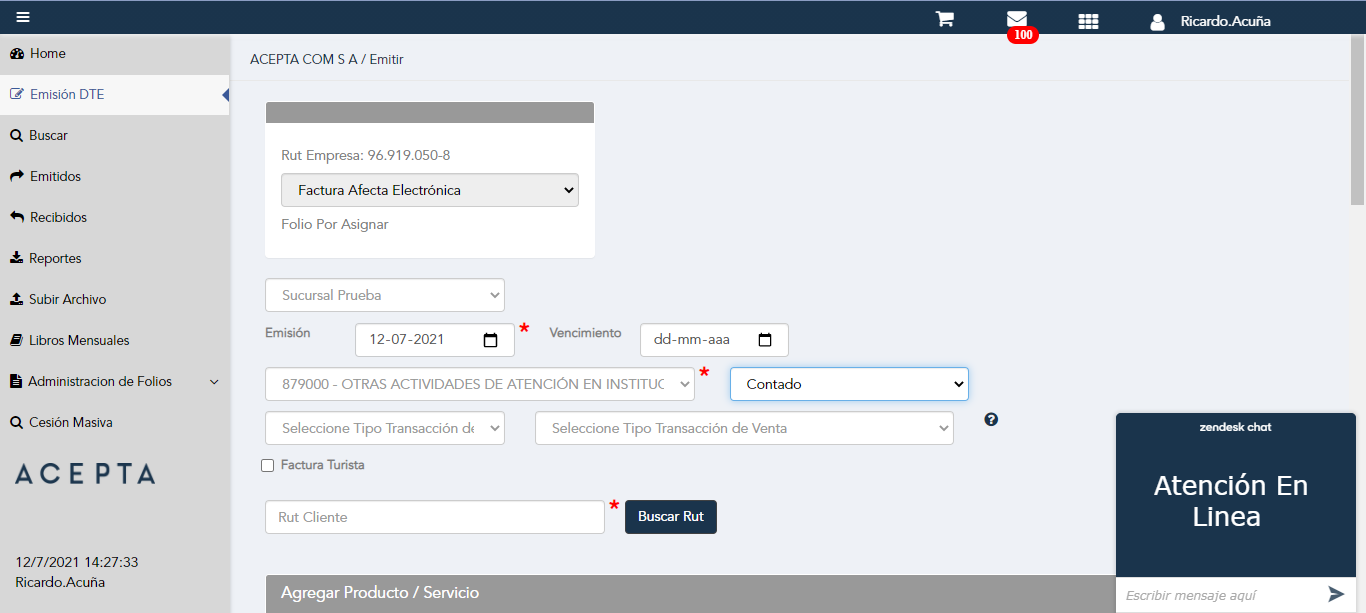 Ricardo.Acuña
100
Home
Emisión DTE
Buscar
Emitidos
Recibidos
Reportes
Subir Archivo
Libros Mensuales
Administracion de Folios
Cesión Masiva
ACEPTA
12/7/2021 14:27:33
Ricardo.Acuña
ACEPTA COM S A / Emitir
Rut Empresa: 96.919.050-8
Factura Afecta Electrónica
Folio Por Asignar
Sucursal Prueba
Emisión 12-07-2021 * Vencimiento dd-mm-aaa
879000 - OTRAS ACTIVIDADES DE ATENCIÓN EN INSTITUC * Contado
Seleccione Tipo Transacción de Seleccione Tipo Transacción de Venta ?
Factura Turista
Rut Cliente * Buscar Rut
Agregar Producto / Servicio
zendesk chat
Atención En
Linea
Escribir mensaje aquí